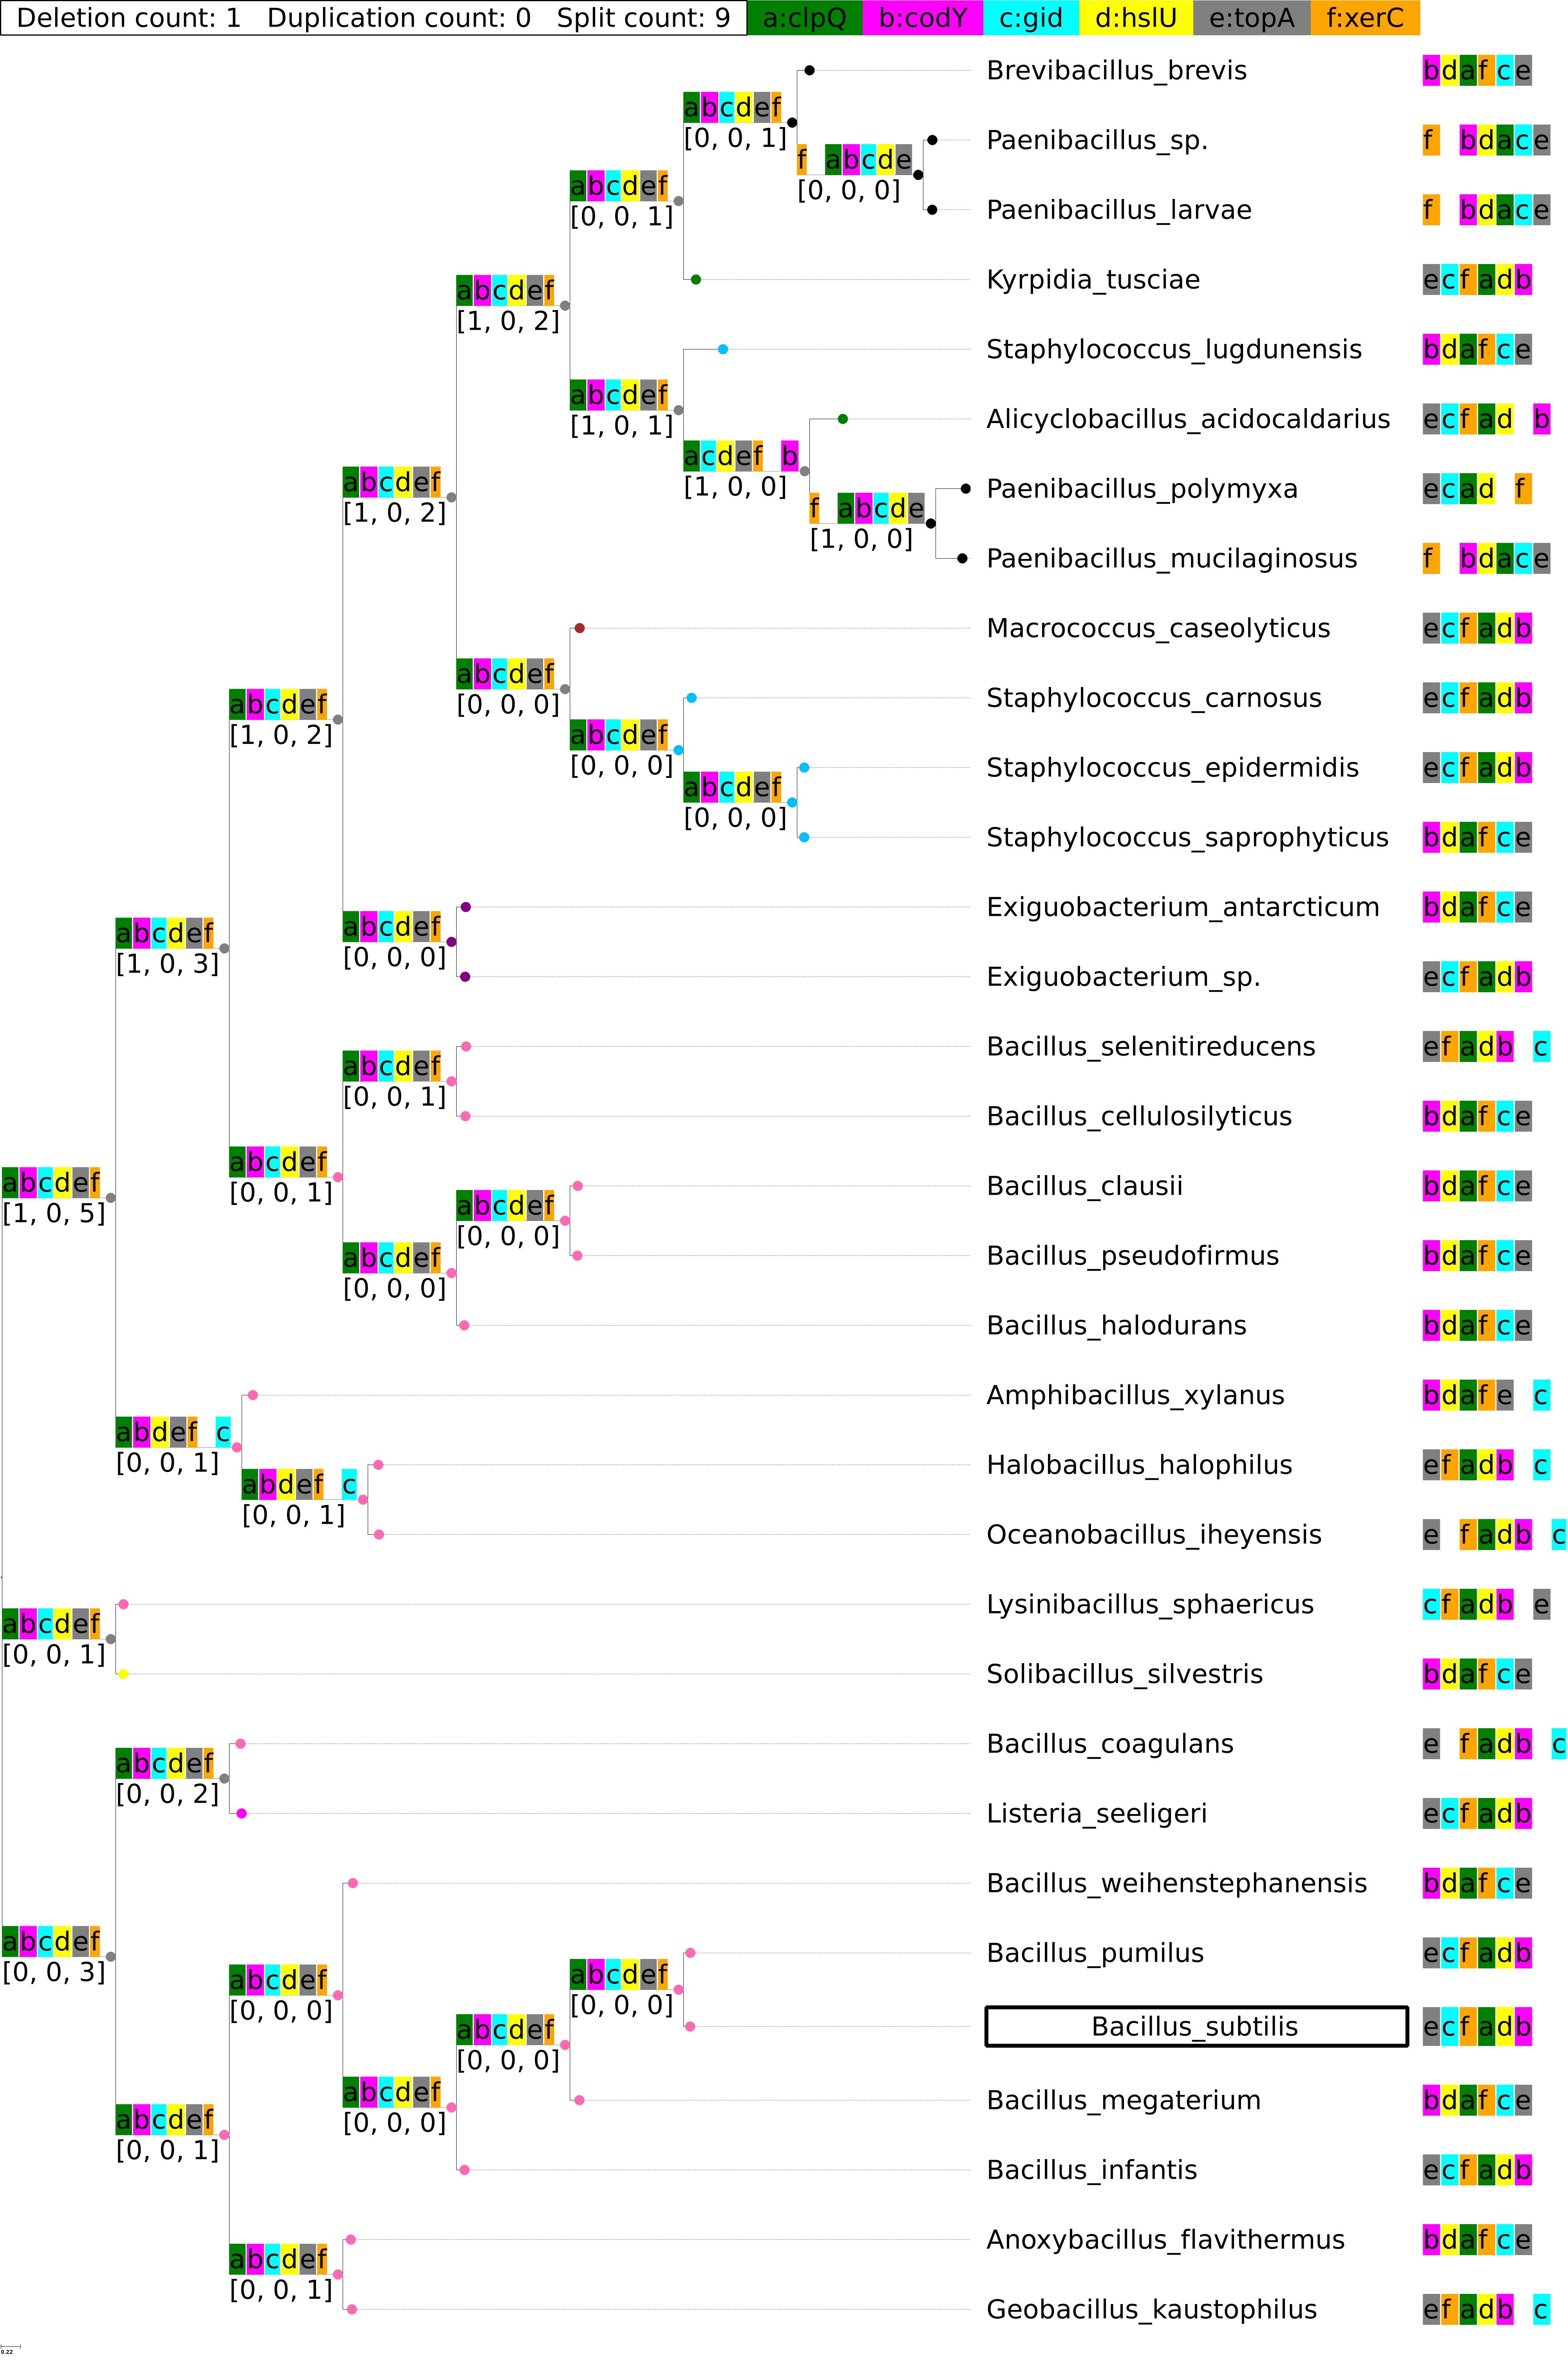 Deletion count: 1 Duplication count: 0 Split count: 9 a:clpQ b:codY c:gid d:hslU e:topA f:xerC
Brevibacillus_brevis bdafce
abcdef
[0, 0, 1]
Paenibacillus_sp. f bdace
f abcde
[0, 0, 0]
abcdef
[0, 0, 1]
Paenibacillus_larvae f bdace
Kyrpidia_tusciae ecfadb
abcdef
[1, 0, 2]
Staphylococcus_lugdunensis bdafce
abcdef
[1, 0, 1]
Alicyclobacillus_acidocaldarius ecfad b
acdef b
[1, 0, 0]
abcdef
[1, 0, 2]
Paenibacillus_polymyxa ecad f
f abcde
[1, 0, 0]
Paenibacillus_mucilaginosus f bdace
Macrococcus_caseolyticus ecfadb
abcdef
[0, 0, 0]
Staphylococcus_carnosus ecfadb
abcdef
[1, 0, 2]
abcdef
[0, 0, 0]
Staphylococcus_epidermidis ecfadb
abcdef
[0, 0, 0]
Staphylococcus_saprophyticus bdafce
Exiguobacterium_antarcticum bdafce
abcdef
[0, 0, 0]
abcdef
[1, 0, 3]
Exiguobacterium_sp. ecfadb
Bacillus_selenitireducens efadb c
abcdef
[0, 0, 1]
Bacillus_cellulosilyticus bdafce
abcdef
[0, 0, 1]
Bacillus_clausii bdafce
abcdef
[1, 0, 5]
abcdef
[0, 0, 0]
Bacillus_pseudofirmus bdafce
abcdef
[0, 0, 0]
Bacillus_halodurans bdafce
Amphibacillus_xylanus bdafe c
abdef c
[0, 0, 1]
Halobacillus_halophilus efadb c
abdef c
[0, 0, 1]
Oceanobacillus_iheyensis e fadb c
Lysinibacillus_sphaericus cfadb e
abcdef
[0, 0, 1]
Solibacillus_silvestris bdafce
Bacillus_coagulans e fadb c
abcdef
[0, 0, 2]
Listeria_seeligeri ecfadb
Bacillus_weihenstephanensis bdafce
abcdef
[0, 0, 3]
Bacillus_pumilus ecfadb
abcdef
[0, 0, 0]
abcdef
[0, 0, 0]
Bacillus_subtilis ecfadb
abcdef
[0, 0, 0]
Bacillus_megaterium bdafce
abcdef
[0, 0, 0]
abcdef
[0, 0, 1]
Bacillus_infantis ecfadb
Anoxybacillus_flavithermus bdafce
abcdef
[0, 0, 1]
Geobacillus_kaustophilus efadb c
0.22